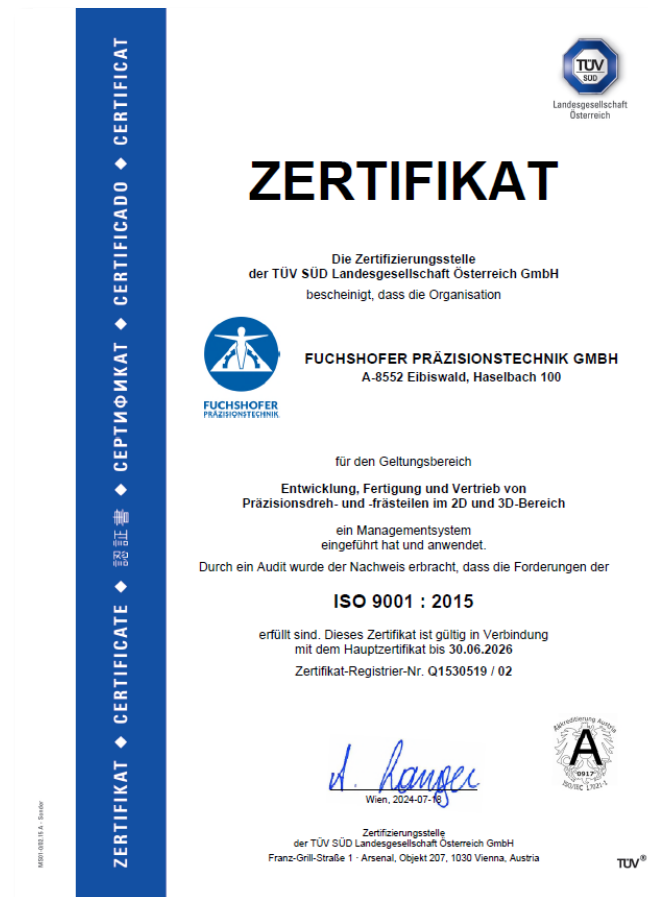 TÜV
SÜD
Landesgesellschaft
Österreich
ZERTIFIKAT
Die Zertifizierungsstelle
der TÜV SÜD Landesgesellschaft Österreich GmbH
bescheinigt, dass die Organisation
FUCHSHOFER
PRÄZISIONSTECHNIK
FUCHSHOFER PRÄZISIONSTECHNIK GMBH
A-8552 Eibiswald, Haselbach 100
für den Geltungsbereich
Entwicklung, Fertigung und Vertrieb von
Präzisionsdreh- und -frästeilen im 2D und 3D-Bereich
ein Managementsystem
eingeführt hat und anwendet.
Durch ein Audit wurde der Nachweis erbracht, dass die Forderungen der
ISO 9001 : 2015
erfüllt sind. Dieses Zertifikat ist gültig in Verbindung
mit dem Hauptzertifikat bis 30.06.2026
Zertifikat-Registrier-Nr. Q1530519 / 02
Wien, 2024-07-18
Akkreditierung Austria
A
0917
ISO/IEC 17021-1
Zertifizierungsstelle
der TÜV SÜD Landesgesellschaft Österreich GmbH
Franz-Grill-Straße 1 · Arsenal, Objekt 207, 1030 Vienna, Austria
TÜV®
ZERTIFIKAT ◆ CERTIFICATE ◆ 認証書 ◆ СЕРТИФИКАТ ◆ CERTIFICADO ◆ CERTIFICAT